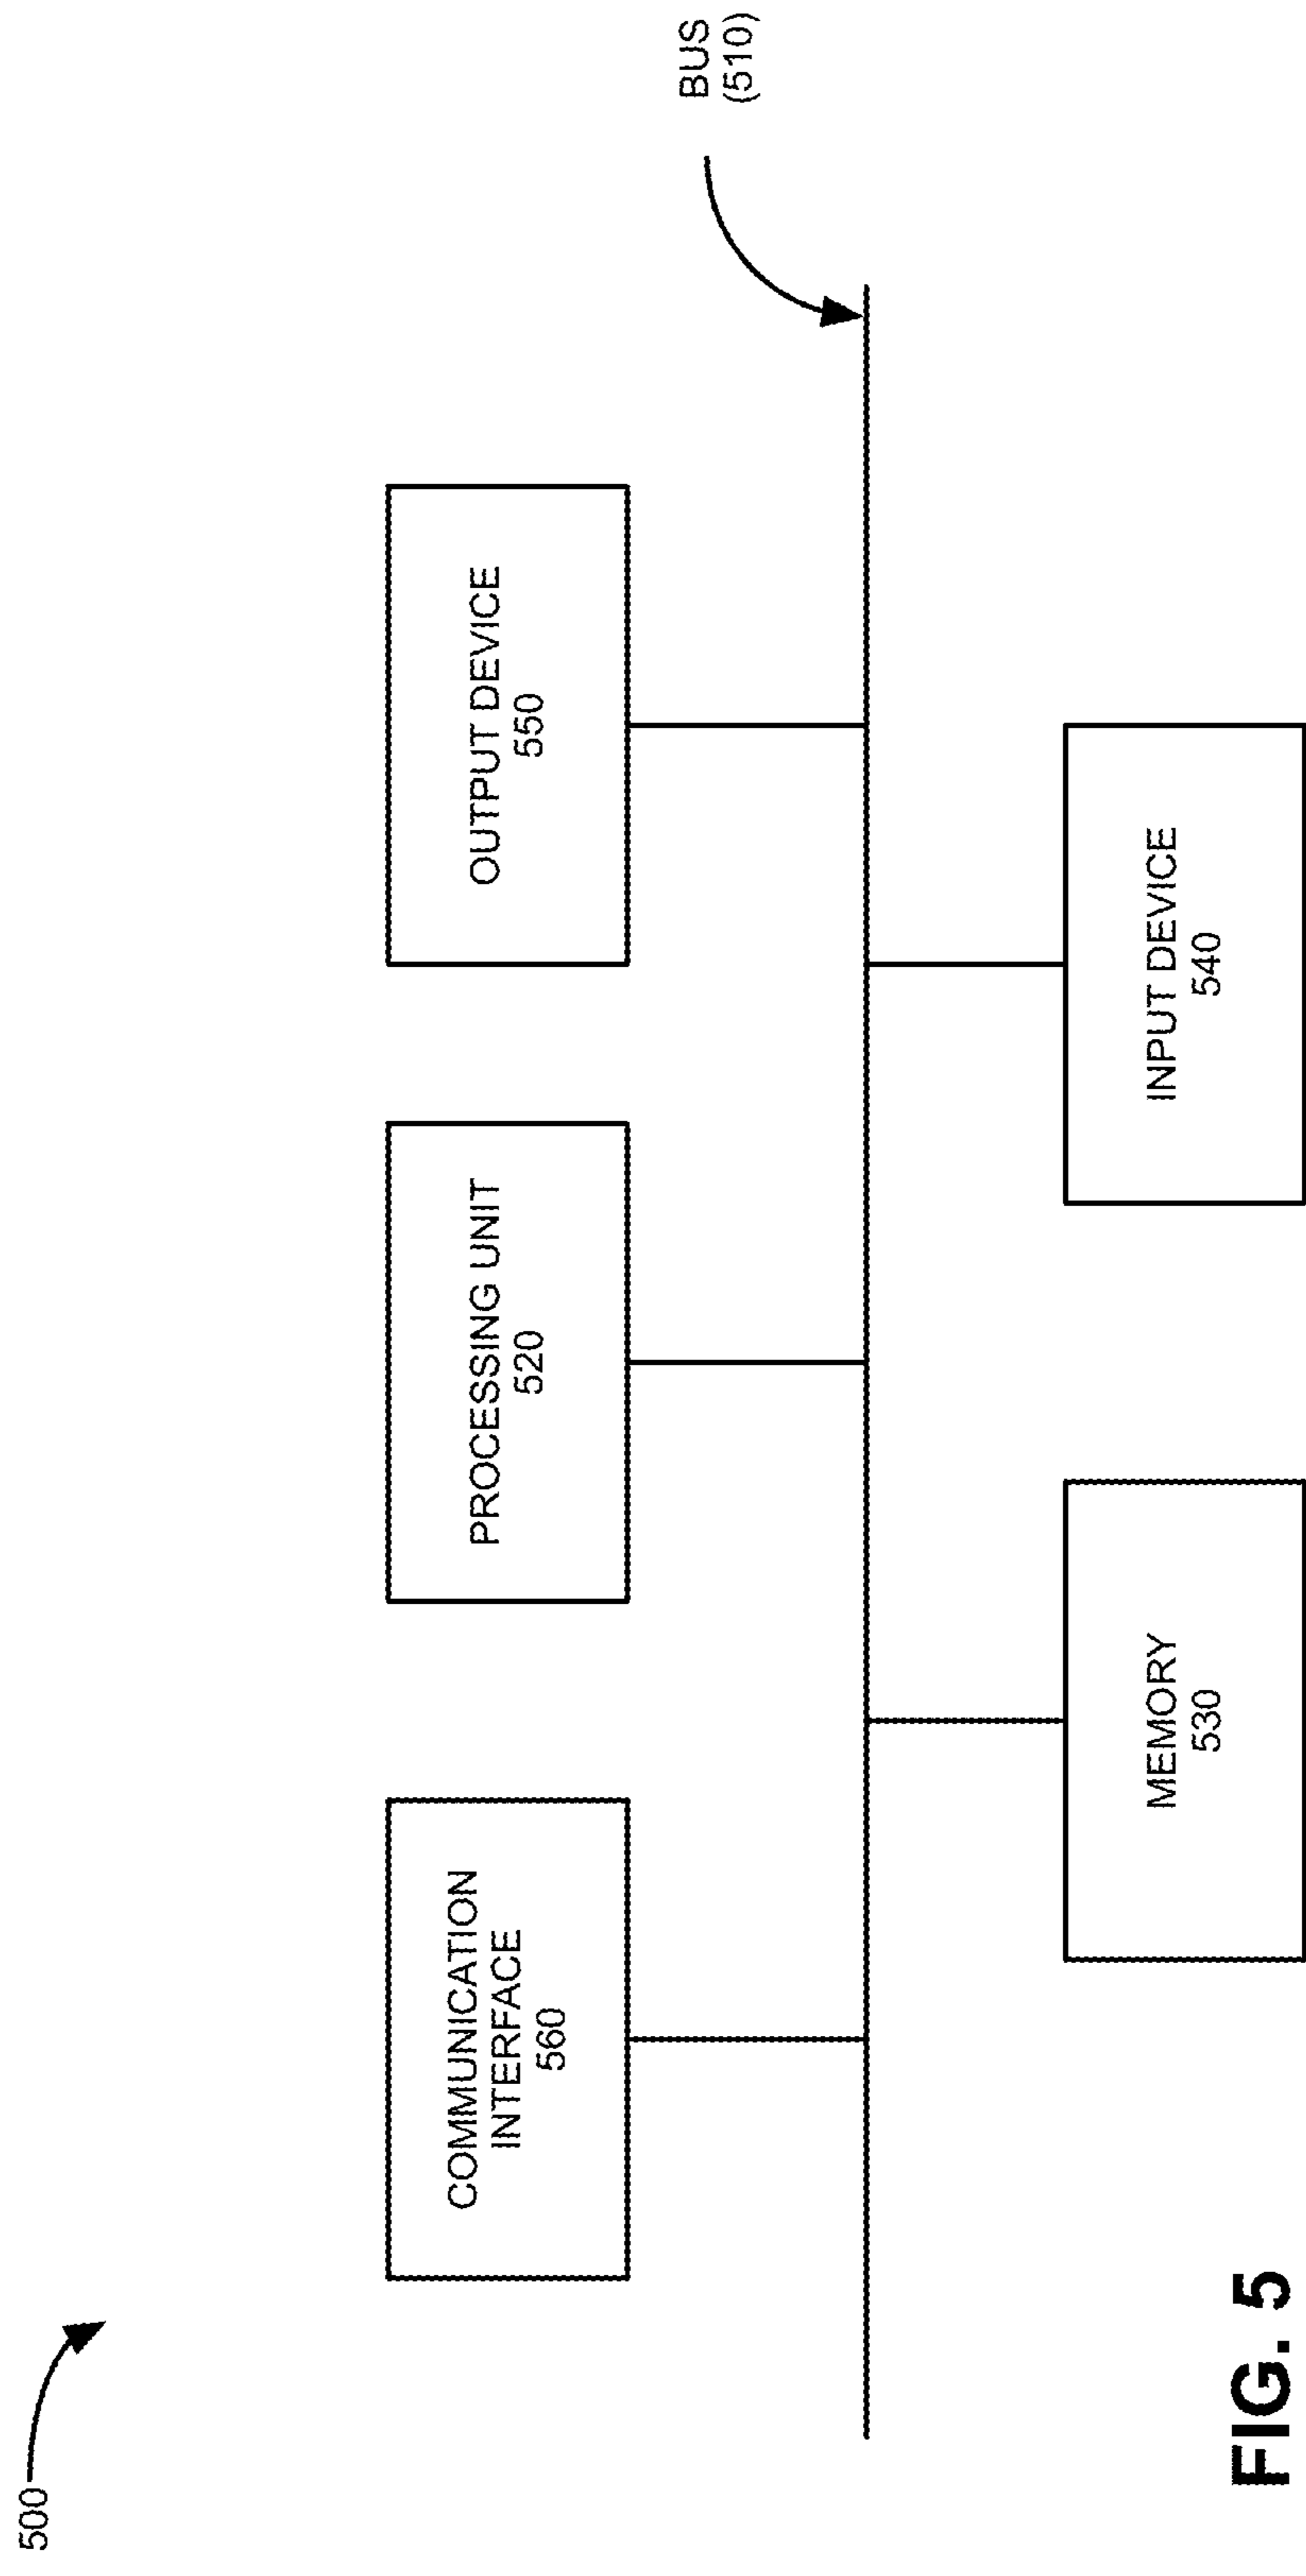 500
COMMUNICATION
INTERFACE
560
PROCESSING UNIT
520
OUTPUT DEVICE
550
BUS
(510)
MEMORY
530
INPUT DEVICE
540
FIG. 5